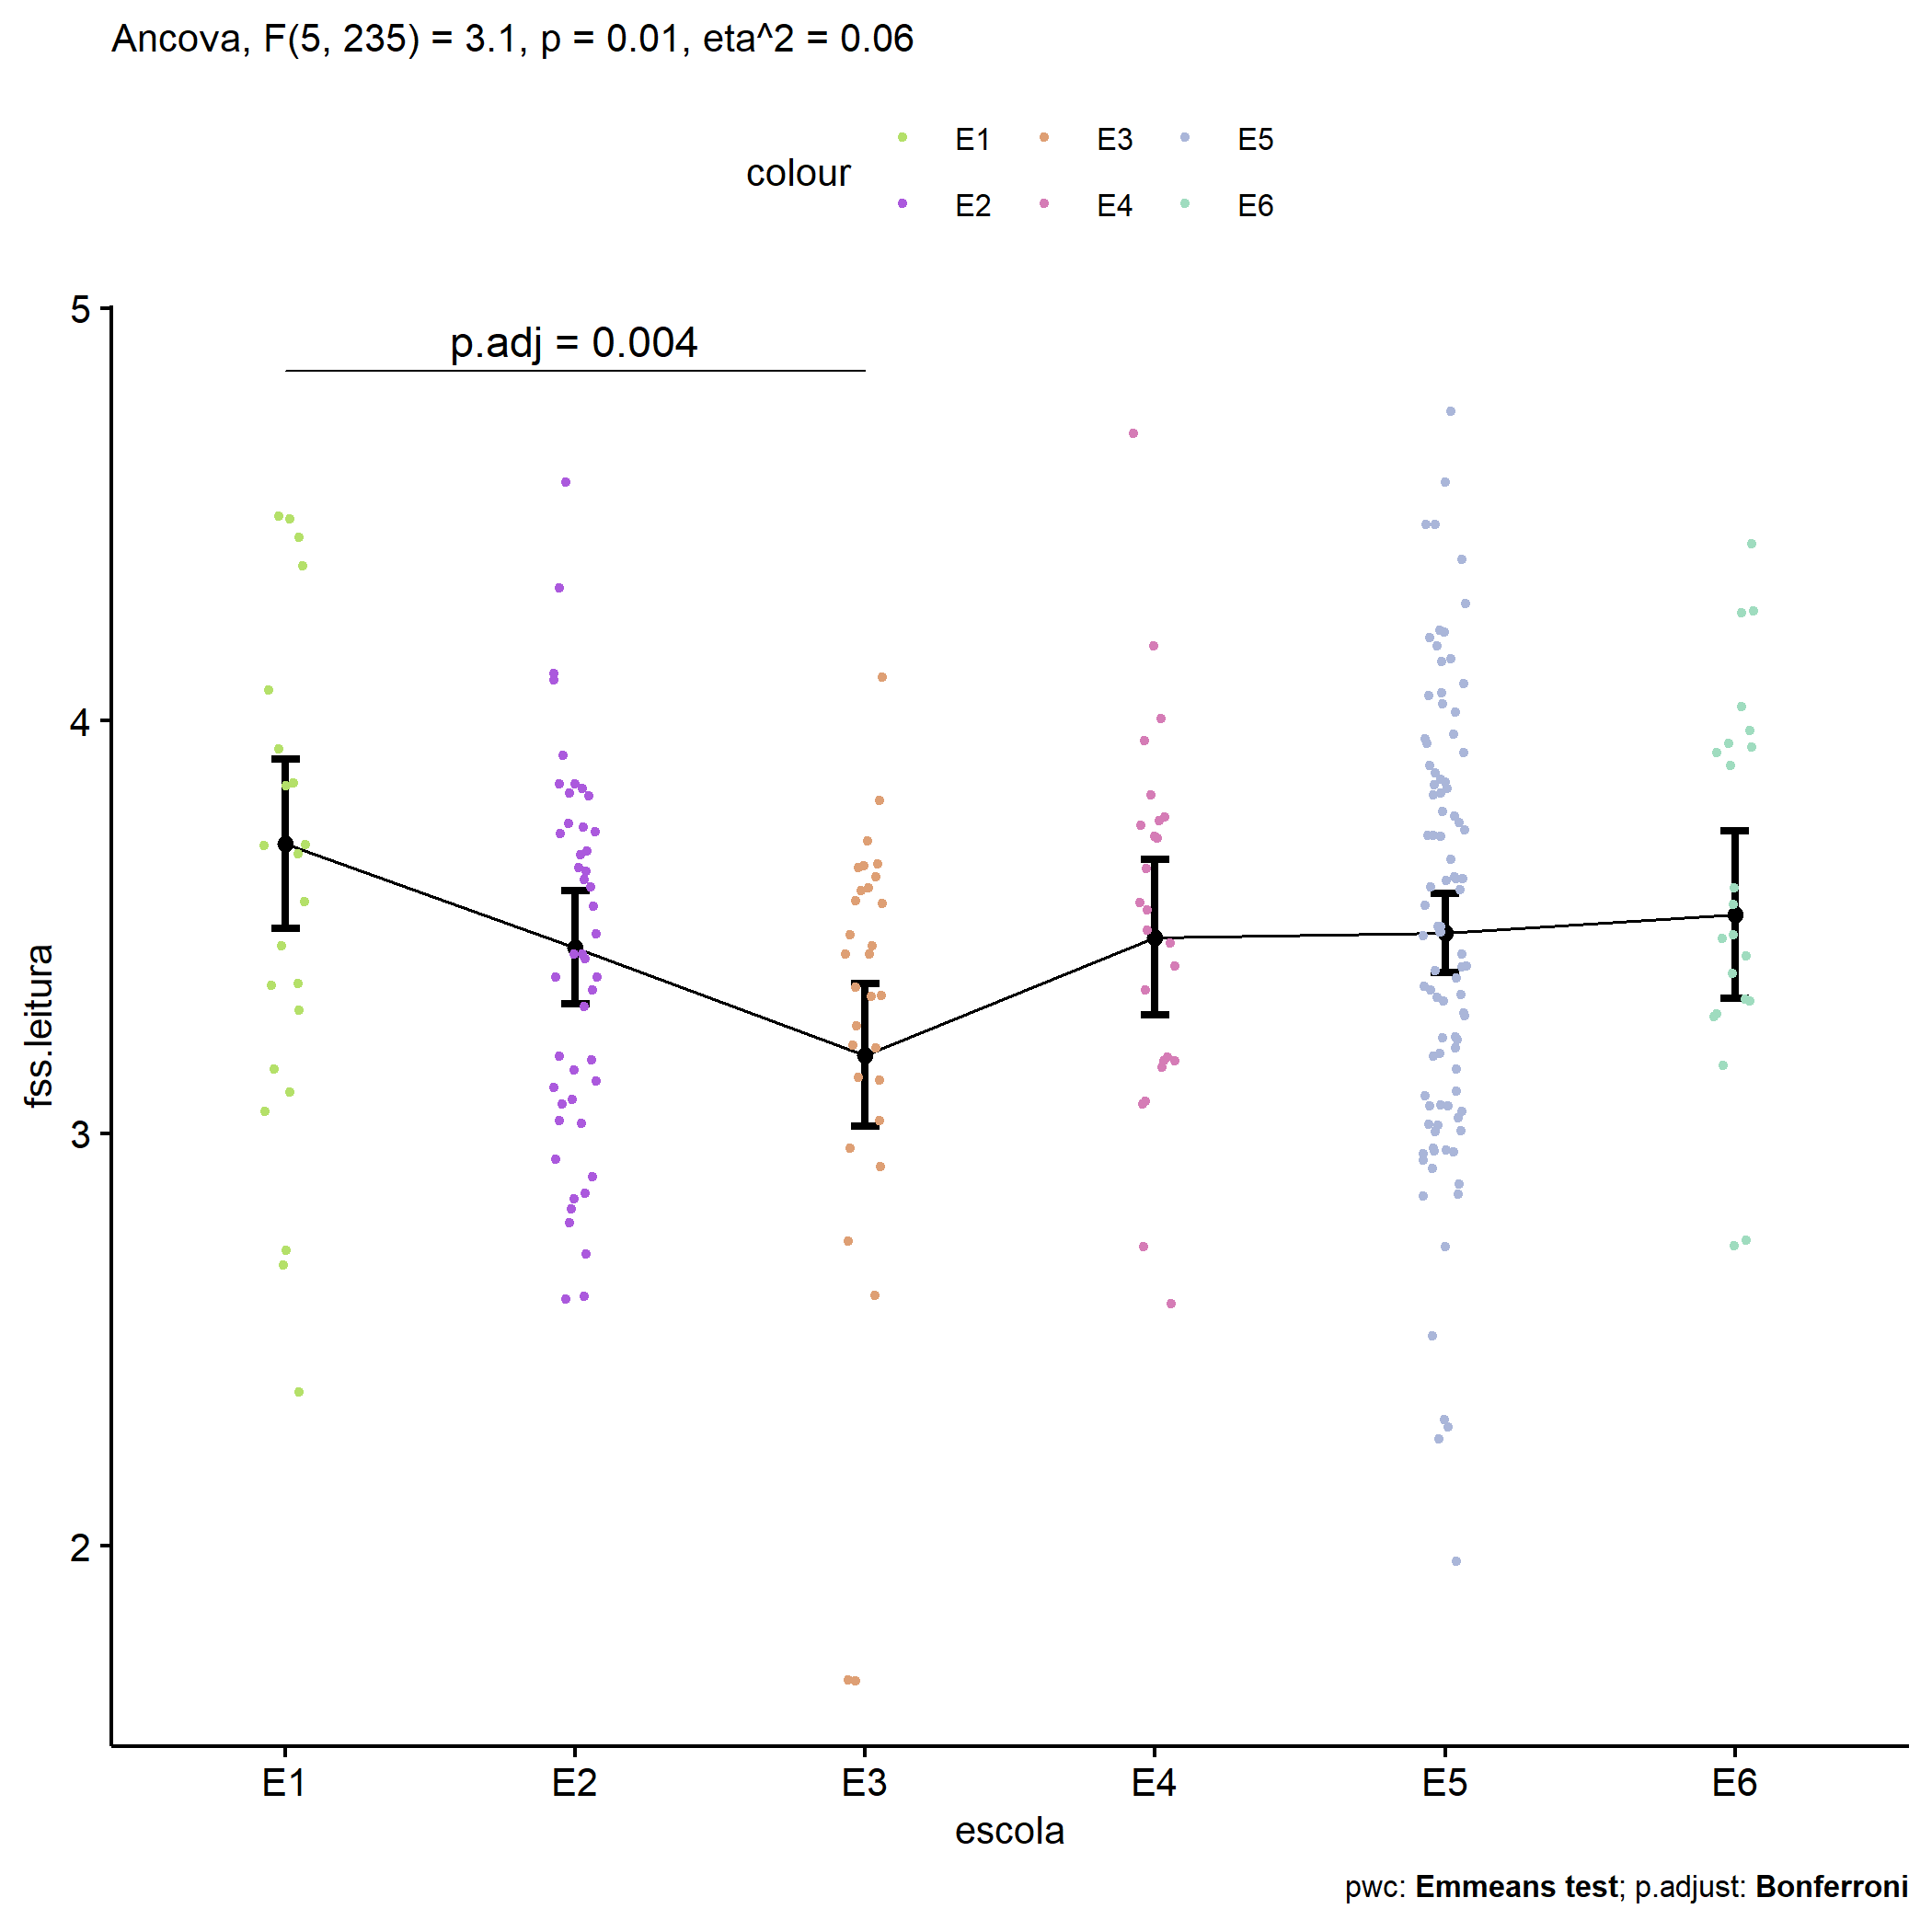 Ancova, F(5, 235) = 3.1, p = 0.01, eta^2 = 0.06
colour
E1 E3 E5
E2 E4 E6
5
p.adj = 0.004
4
fss.leitura
3
2
E1 E2 E3 E4 E5 E6
escola
pwc: Emmeans test; p.adjust: Bonferroni